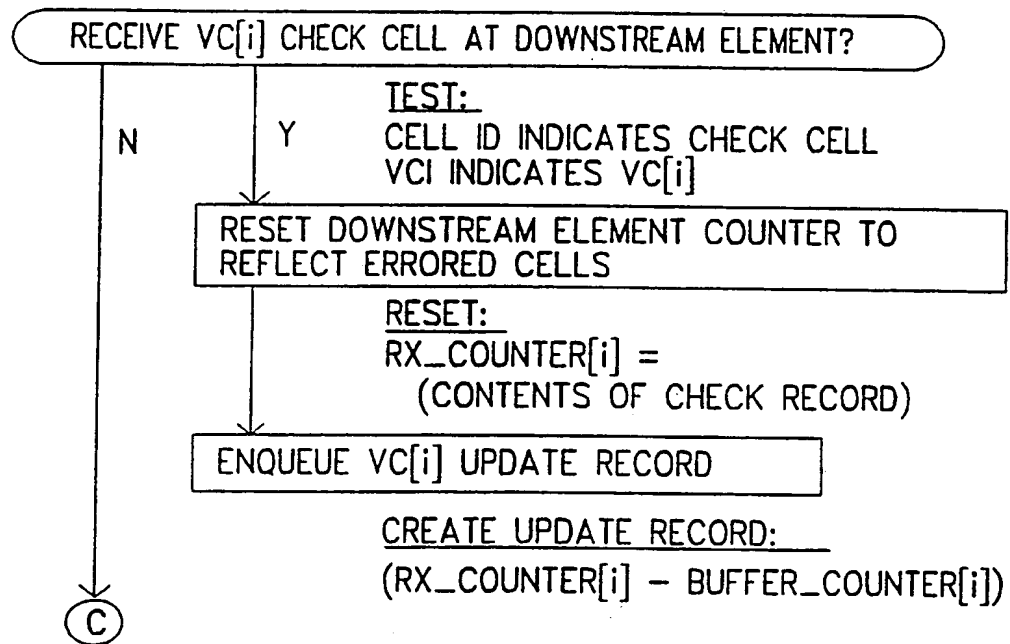 RECEIVE VC[i] CHECK CELL AT DOWNSTREAM ELEMENT?
N
Y
TEST:
CELL ID INDICATES CHECK CELL
VCI INDICATES VC[i]
RESET DOWNSTREAM ELEMENT COUNTER TO
REFLECT ERRORED CELLS
RESET:
RX_COUNTER[i] =
(CONTENTS OF CHECK RECORD)
ENQUEUE VC[i] UPDATE RECORD
CREATE UPDATE RECORD:
(RX_COUNTER[i] – BUFFER_COUNTER[i])
C